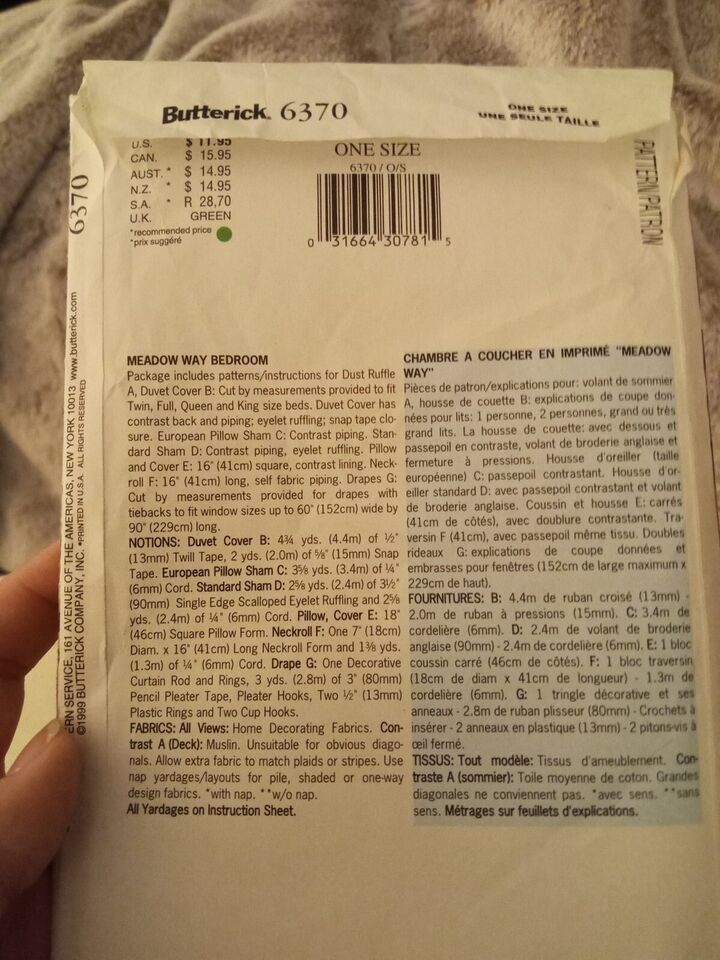 Butterick® 6370
ONE SIZE
UNE SEULE TAILLE
U.S. $ 11.95
CAN. $ 15.95
AUST.* $ 14.95
N.Z. * $ 14.95
S.A. * R 28,70
U.K. GREEN
*recommended price
*prix suggéré
ONE SIZE
6370/O/S
0 31664 30781 5
PATTERN/PATRON
6370
ERN SERVICE, 161 AVENUE OF THE AMERICAS, NEW YORK 10013 www.butterick.com
©1999 BUTTERICK COMPANY, INC. •PRINTED IN U.S.A. ALL RIGHTS RESERVED
MEADOW WAY BEDROOM
Package includes patterns/instructions for Dust Ruffle
A, Duvet Cover B: Cut by measurements provided to fit
Twin, Full, Queen and King size beds. Duvet Cover has
contrast back and piping; eyelet ruffling; snap tape clo-
sure. European Pillow Sham C: Contrast piping. Stan-
dard Sham D: Contrast piping, eyelet ruffling. Pillow
and Cover E: 16" (41cm) square, contrast lining. Neck-
roll F: 16" (41cm) long, self fabric piping. Drapes G:
Cut by measurements provided for drapes with
tiebacks to fit window sizes up to 60" (152cm) wide by
90" (229cm) long.
NOTIONS: Duvet Cover B: 4¾ yds. (4.4m) of ½"
(13mm) Twill Tape, 2 yds. (2.0m) of ⅝" (15mm) Snap
Tape. European Pillow Sham C: 3⅝ yds. (3.4m) of ¼"
(6mm) Cord. Standard Sham D: 2⅝ yds. (2.4m) of 3½"
(90mm) Single Edge Scalloped Eyelet Ruffling and 2⅝
yds. (2.4m) of ¼" (6mm) Cord. Pillow, Cover E: 18"
(46cm) Square Pillow Form. Neckroll F: One 7" (18cm)
Diam. x 16" (41cm) Long Neckroll Form and 1⅜ yds.
(1.3m) of ¼" (6mm) Cord. Drape G: One Decorative
Curtain Rod and Rings, 3 yds. (2.8m) of 3" (80mm)
Pencil Pleater Tape, Pleater Hooks, Two ½" (13mm)
Plastic Rings and Two Cup Hooks.
FABRICS: All Views: Home Decorating Fabrics. Con-
trast A (Deck): Muslin. Unsuitable for obvious diago-
nals. Allow extra fabric to match plaids or stripes. Use
nap yardages/layouts for pile, shaded or one-way
design fabrics. *with nap. **w/o nap.
All Yardages on Instruction Sheet.
CHAMBRE A COUCHER EN IMPRIMÉ "MEADOW
WAY"
Pièces de patron/explications pour: volant de sommier
A, housse de couette B: explications de coupe don-
nées pour lits: 1 personne, 2 personnes, grand ou très
grand lits. La housse de couette: avec dessous et
passepoil en contraste, volant de broderie anglaise et
fermeture à pressions. Housse d'oreiller (taille
européenne) C: passepoil contrastant. Housse d'or-
eiller standard D: avec passepoil contrastant et volant
de broderie anglaise. Coussin et housse E: carrés
(41cm de côtés), avec doublure contrastante. Tra-
versin F (41cm), avec passepoil même tissu. Doubles
rideaux G: explications de coupe données et
embrasses pour fenêtres (152cm de large maximum x
229cm de haut).
FOURNITURES: B: 4.4m de ruban croisé (13mm) -
2.0m de ruban à pressions (15mm). C: 3.4m de
cordelière (6mm). D: 2.4m de volant de broderie
anglaise (90mm) - 2.4m de cordelière (6mm). E: 1 bloc
coussin carré (46cm de côtés). F: 1 bloc traversin
(18cm de diam x 41cm de longueur) - 1.3m de
cordelière (6mm). G: 1 tringle décorative et ses
anneaux - 2.8m de ruban plisseur (80mm) - Crochets à
insérer - 2 anneaux en plastique (13mm) - 2 pitons-vis à
œil fermé.
TISSUS: Tout modèle: Tissus d'ameublement. Con-
traste A (sommier): Toile moyenne de coton. Grandes
diagonales ne conviennent pas. *avec sens. **sans
sens. Métrages sur feuillets d'explications.